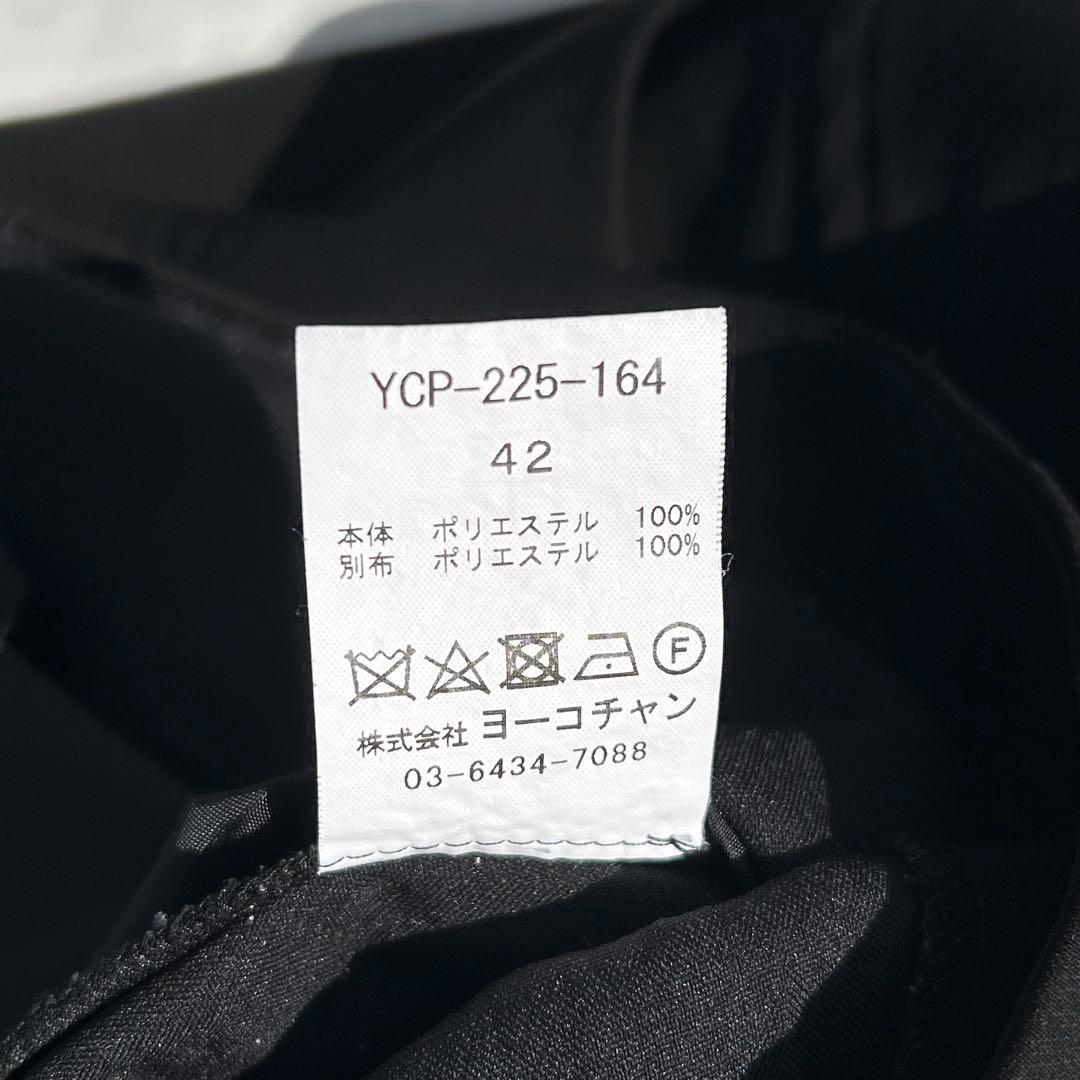 YCP-225-164
42
本体 ポリエステル 100%
別布 ポリエステル 100%
F
株式会社 ヨーコチャン
03-6434-7088